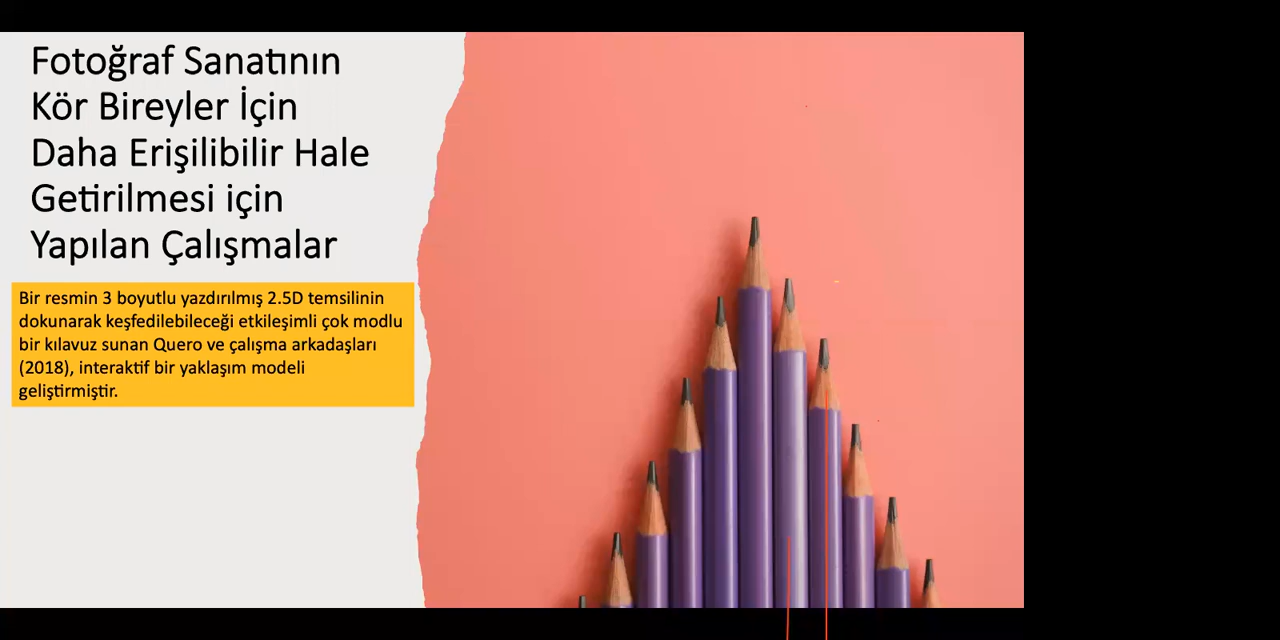 Fotoğraf Sanatının
Kör Bireyler İçin
Daha Erişilibilir Hale
Getirilmesi için
Yapılan Çalışmalar
Bir resmin 3 boyutlu yazdırılmış 2.5D temsilinin
dokunarak keşfedilebileceği etkileşimli çok modlu
bir kılavuz sunan Quero ve çalışma arkadaşları
(2018), interaktif bir yaklaşım modeli
geliştirmiştir.